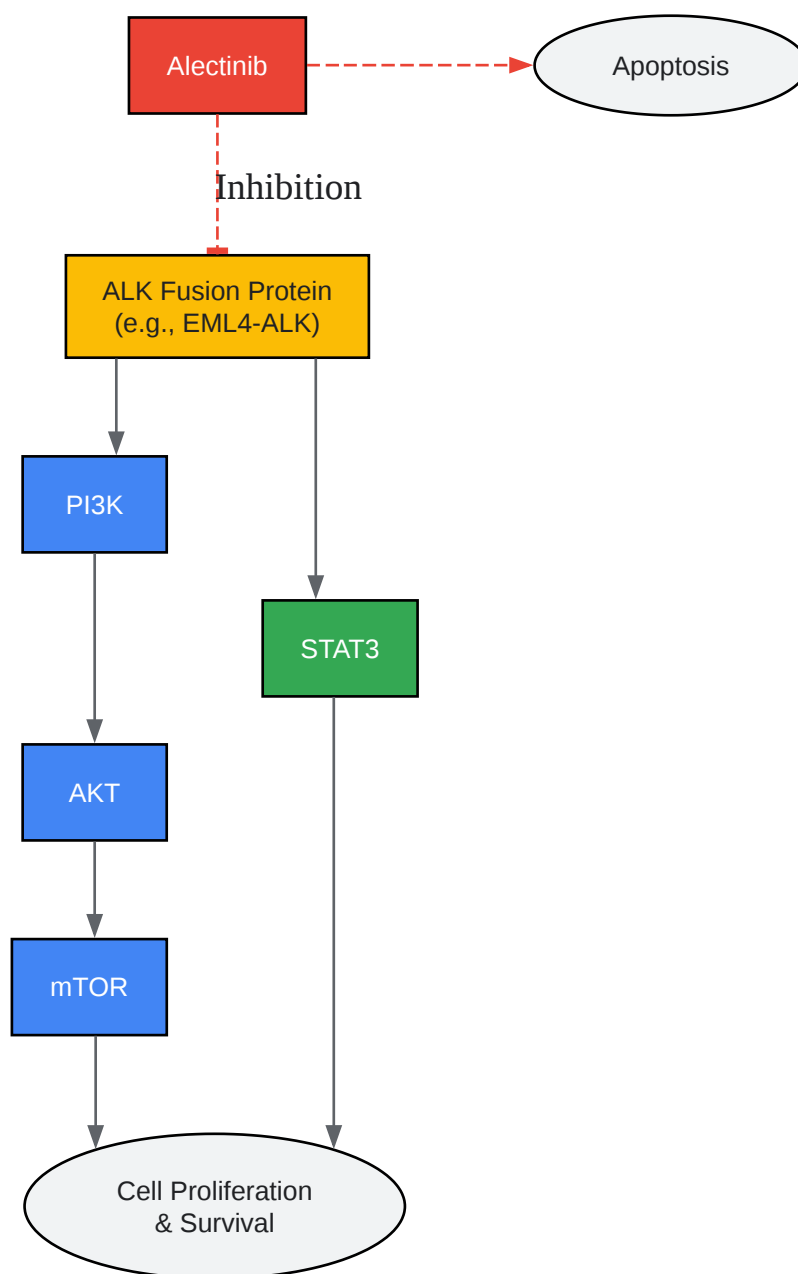 Alectinib
Apoptosis
Inhibition
ALK Fusion Protein
(e.g., EML4-ALK)
PI3K
STAT3
AKT
mTOR
Cell Proliferation
& Survival